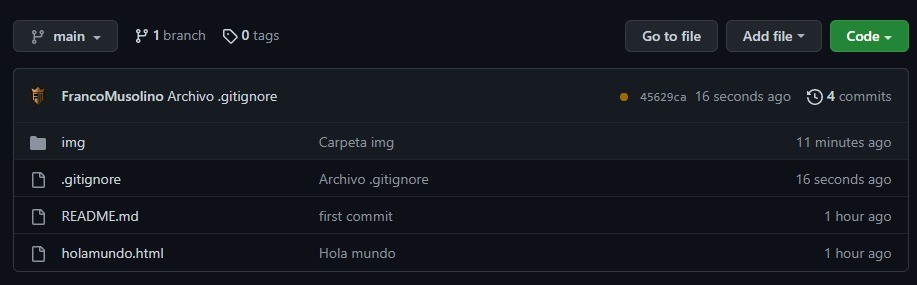 main 1 branch 0 tags Go to file Add file Code
FrancoMusolino Archivo .gitignore 45629ca 16 seconds ago 4 commits
img Carpeta img 11 minutes ago
.gitignore Archivo .gitignore 16 seconds ago
README.md first commit 1 hour ago
holamundo.html Hola mundo 1 hour ago